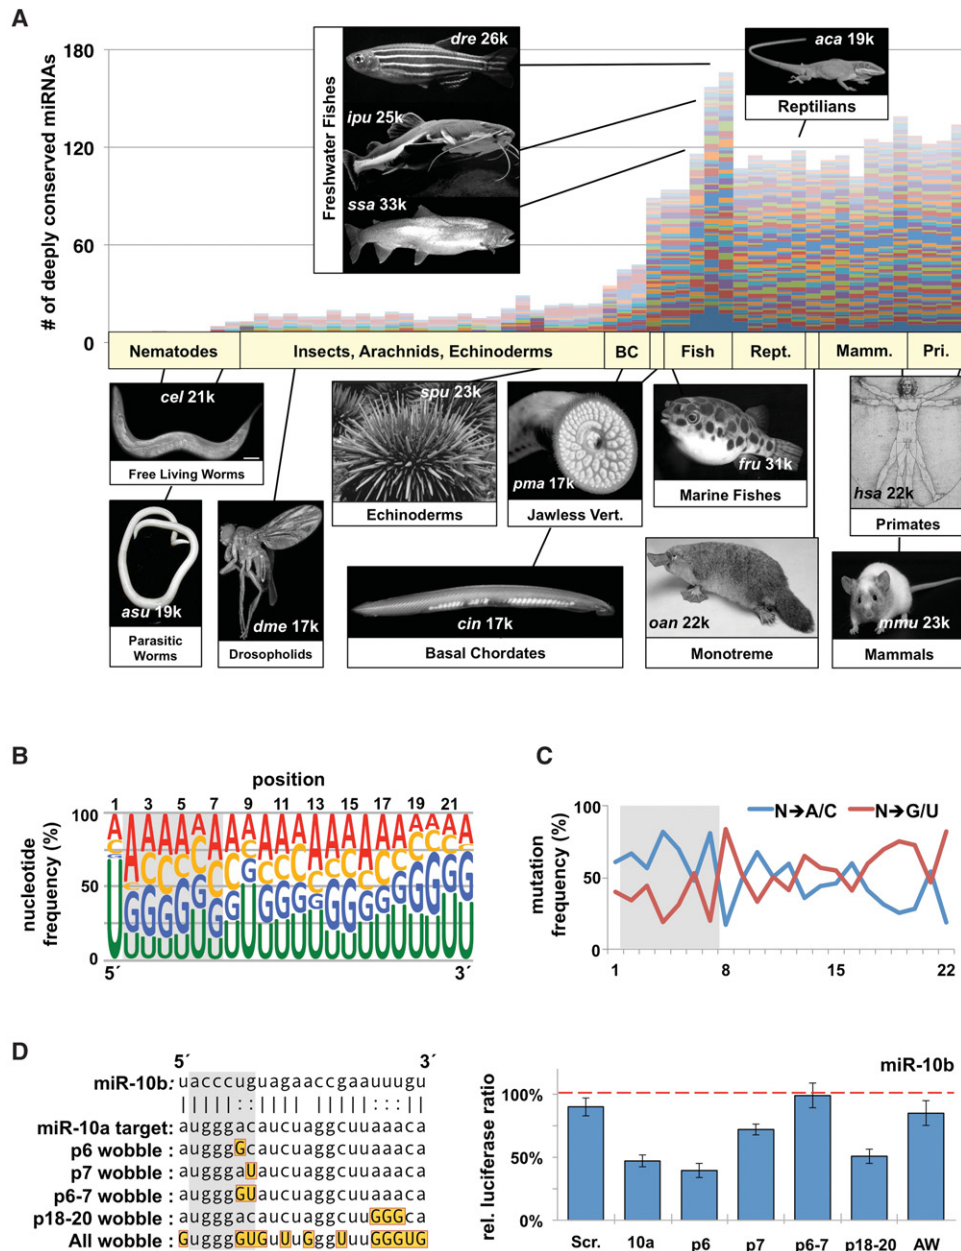 A
# of deeply conserved miRNAs
180
120
60
0
Freshwater Fishes
dre 26k
ipu 25k
ssa 33k
aca 19k
Reptilians
Nematodes
Insects, Arachnids, Echinoderms
BC
Fish
Rept.
Mamm.
Pri.
cel 21k
Free Living Worms
asu 19k
Parasitic
Worms
dme 17k
Drosopholids
spu 23k
Echinoderms
pma 17k
Jawless Vert.
cin 17k
Basal Chordates
fru 31k
Marine Fishes
oan 22k
Monotreme
hsa 22k
Primates
mmu 23k
Mammals
B
position
1 3 5 7 9 11 13 15 17 19 21
nucleotide
frequency (%)
100
50
0
5´ 3´
C
N→A/C N→G/U
mutation
frequency (%)
100
50
0
1 8 15 22
D
5´ 3´
miR-10b: uacccuguagaaccgaauuugu
miR-10a target: augggacaucuaggcuuaaaca
p6 wobble : augggGcaucuaggcuuaaaca
p7 wobble : augggaUaucuaggcuuaaaca
p6-7 wobble : augggGUaucuaggcuuaaaca
p18-20 wobble : augggacaucuaggcuuGGGca
All wobble : GugggGUGUuUGggUuuGGGUG
miR-10b
rel. luciferase ratio
100%
50%
0%
Scr. 10a p6 p7 p6-7 p18-20 AW